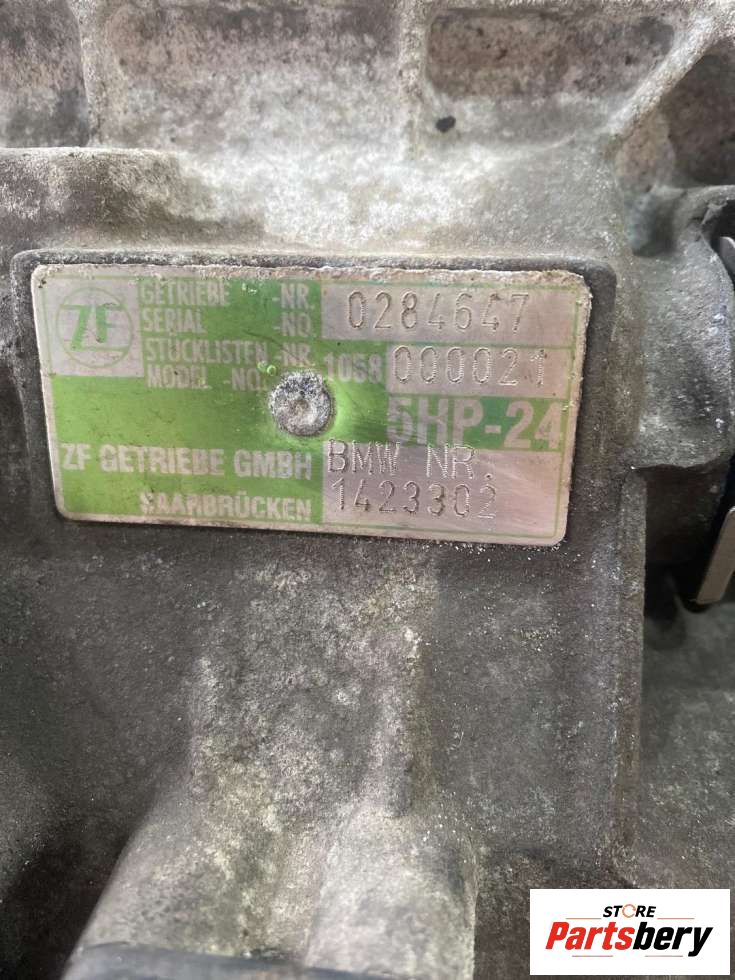 ZF
GETRIEBE -NR.
SERIAL -NO. 0284647
STÜCKLISTEN -NR. 1058 000021
MODEL -NO.
5HP-24
ZF GETRIEBE GMBH BMW NR.
SAARBRÜCKEN 1423302
STORE
Partsbery